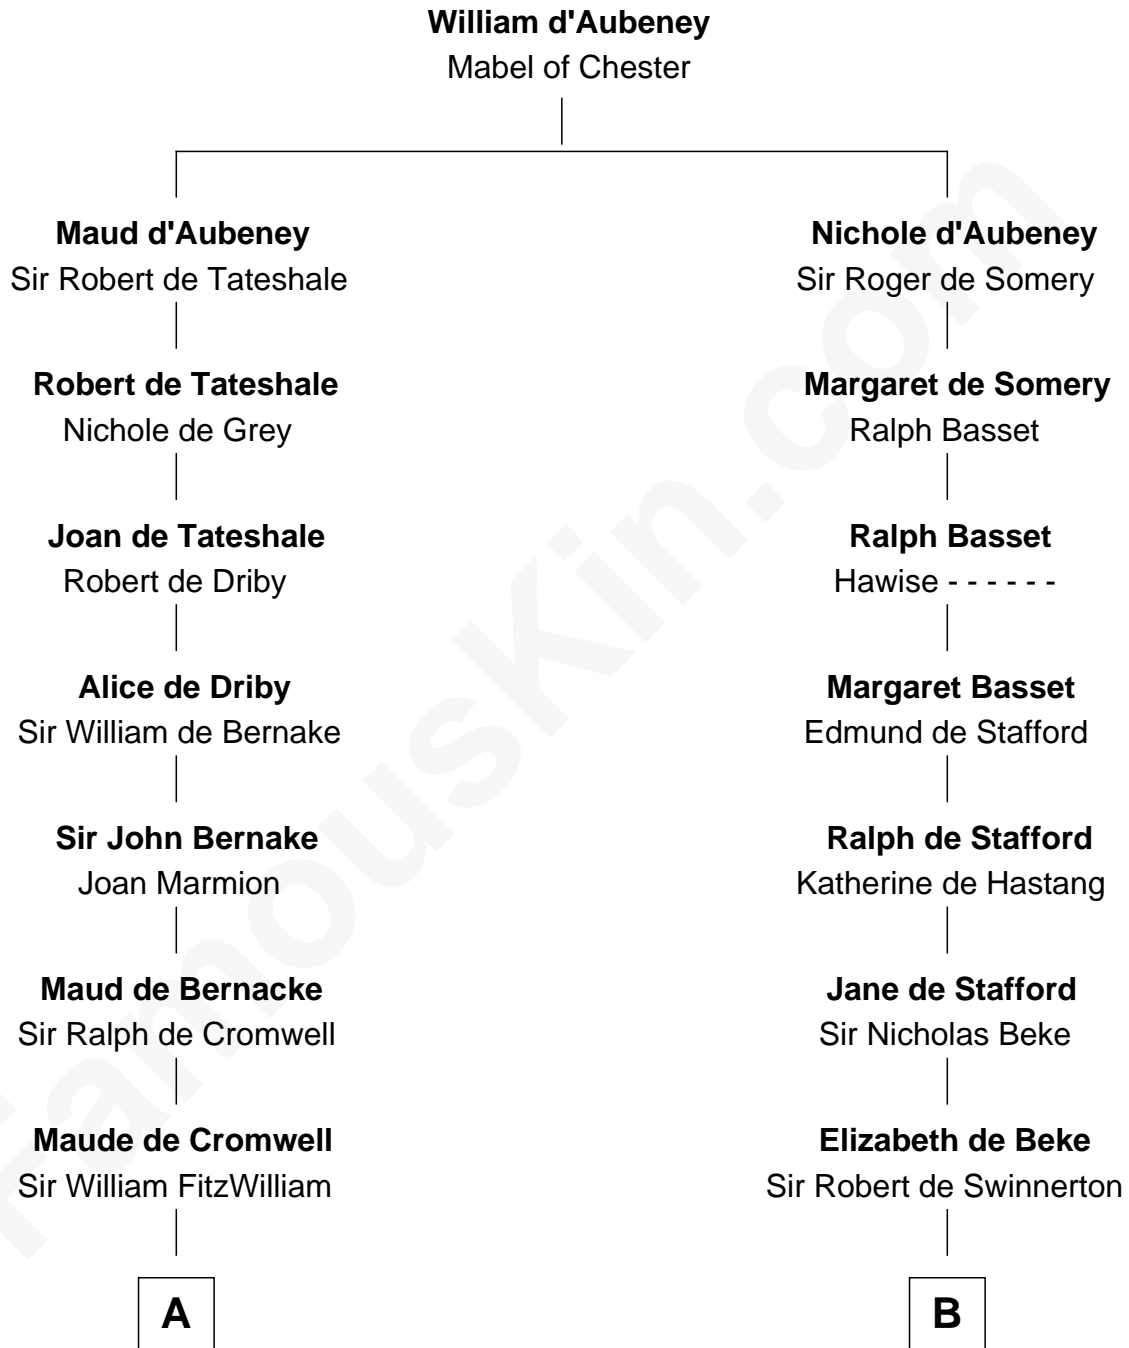 William d'Aubeney
Mabel of Chester
Maud d'Aubeney
Sir Robert de Tateshale
Nichole d'Aubeney
Sir Roger de Somery
Robert de Tateshale
Nichole de Grey
Margaret de Somery
Ralph Basset
Joan de Tateshale
Robert de Driby
Ralph Basset
Hawise - - - - - -
Alice de Driby
Sir William de Bernake
Margaret Basset
Edmund de Stafford
Sir John Bernake
Joan Marmion
Ralph de Stafford
Katherine de Hastang
Maud de Bernacke
Sir Ralph de Cromwell
Jane de Stafford
Sir Nicholas Beke
Maude de Cromwell
Sir William FitzWilliam
Elizabeth de Beke
Sir Robert de Swinnerton
A
B
FamousKin.com